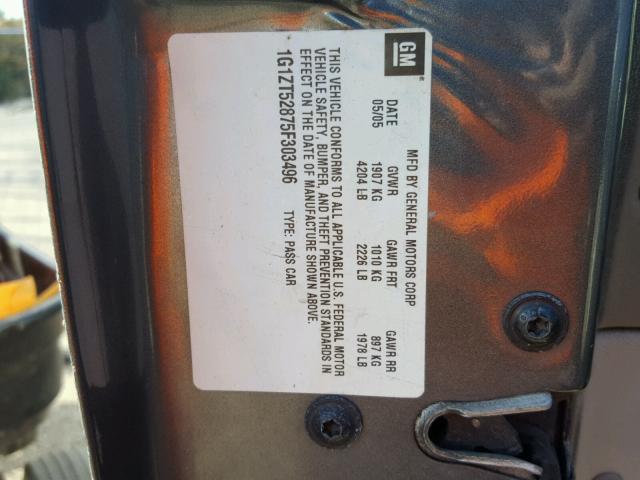 GM
MFD BY GENERAL MOTORS CORP
DATE GVWR GAWR FRT GAWR RR
05/05 1907 KG 1010 KG 897 KG
4204 LB 2226 LB 1978 LB
THIS VEHICLE CONFORMS TO ALL APPLICABLE U.S. FEDERAL MOTOR
VEHICLE SAFETY, BUMPER, AND THEFT PREVENTION STANDARDS IN
EFFECT ON THE DATE OF MANUFACTURE SHOWN ABOVE.
1G1ZT52875F303496 TYPE: PASS CAR